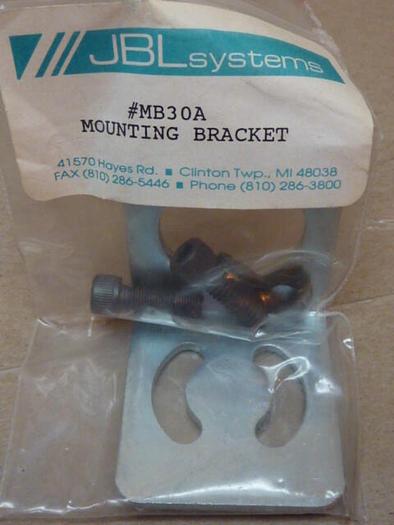 JBLsystems
#MB30A
MOUNTING BRACKET
41570 Hayes Rd. ■ Clinton Twp., MI 48038
FAX (810) 286-5446 ■ Phone (810) 286-3800